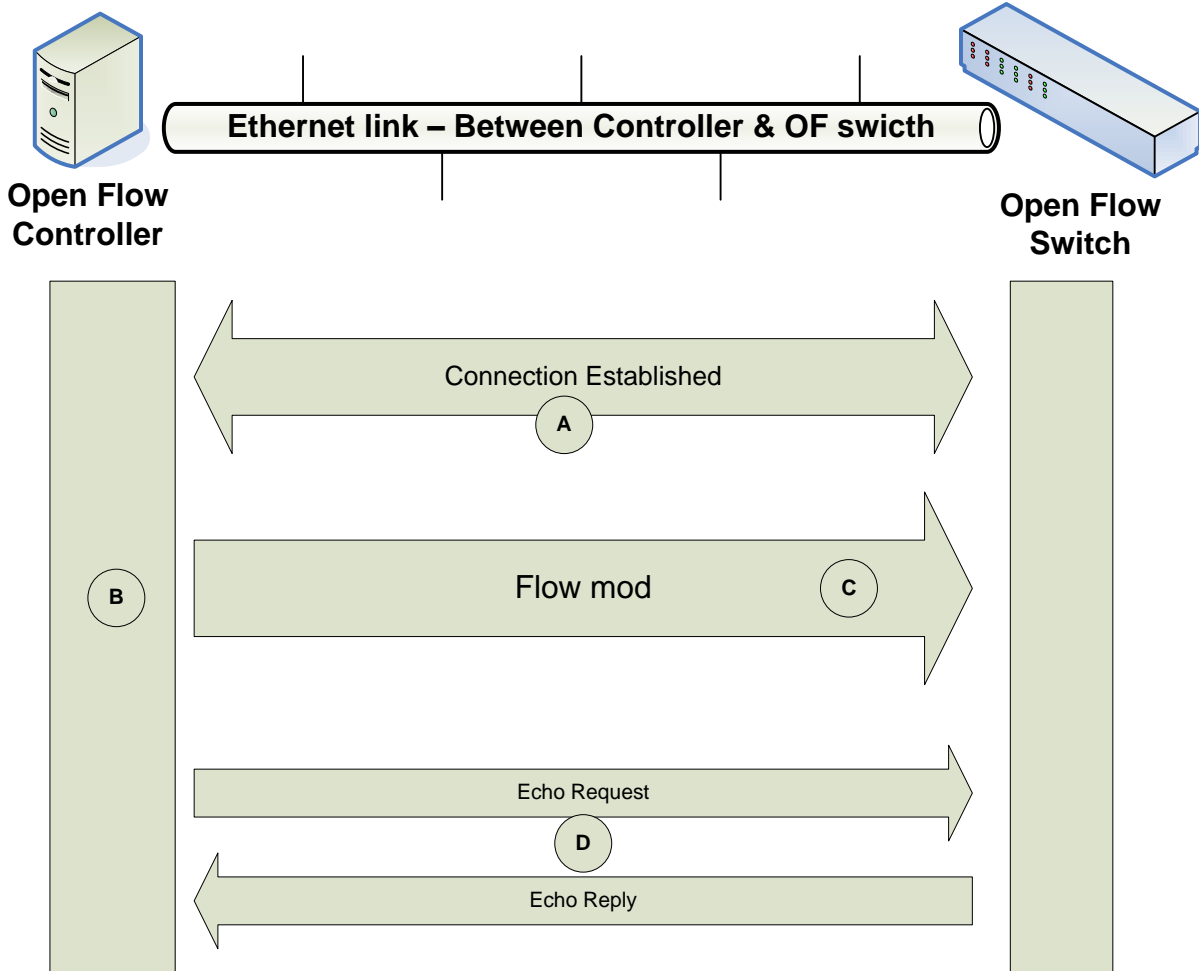 Ethernet link – Between Controller & OF swicth
Open Flow
Controller
Open Flow
Switch
Connection Established
A
B
Flow mod
C
Echo Request
D
Echo Reply